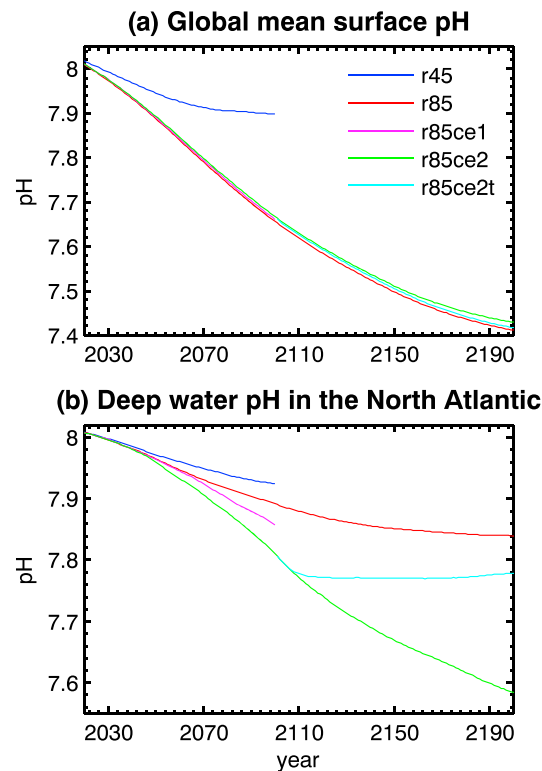 (a) Global mean surface pH
8
7.9
7.8
7.7
7.6
7.5
7.4
pH
r45
r85
r85ce1
r85ce2
r85ce2t
2030 2070 2110 2150 2190
(b) Deep water pH in the North Atlantic
8
7.9
7.8
7.7
7.6
pH
2030 2070 2110 2150 2190
year